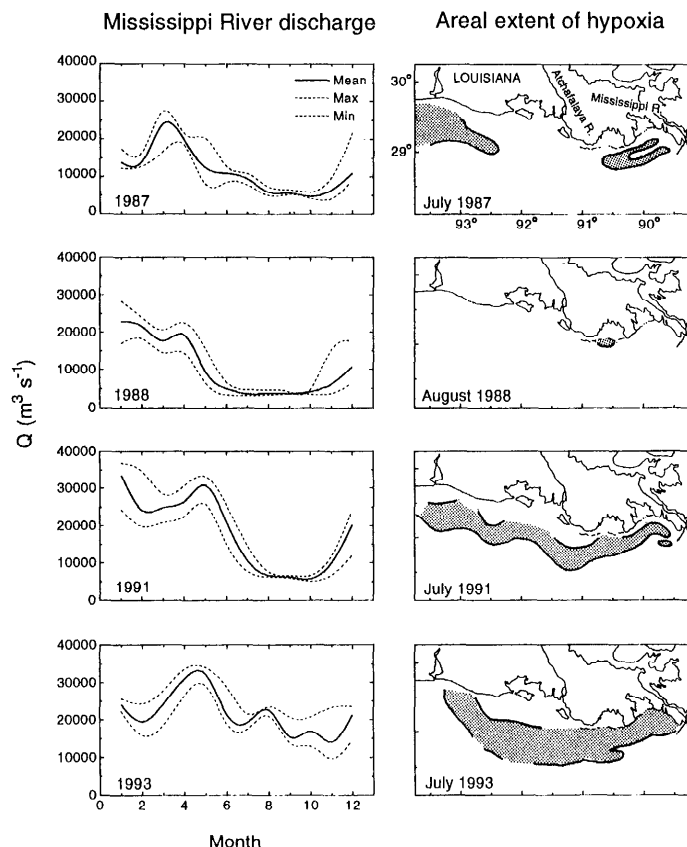 Mississippi River discharge
Areal extent of hypoxia
Q (m³ s⁻¹)
40000
30000
20000
10000
0
Mean
Max
Min
1987
30°
29°
LOUISIANA
Atchafalaya R.
Mississippi R.
July 1987
93° 92° 91° 90°
40000
30000
20000
10000
0
1988
August 1988
40000
30000
20000
10000
0
1991
July 1991
40000
30000
20000
10000
0
1993
0 2 4 6 8 10 12
Month
July 1993